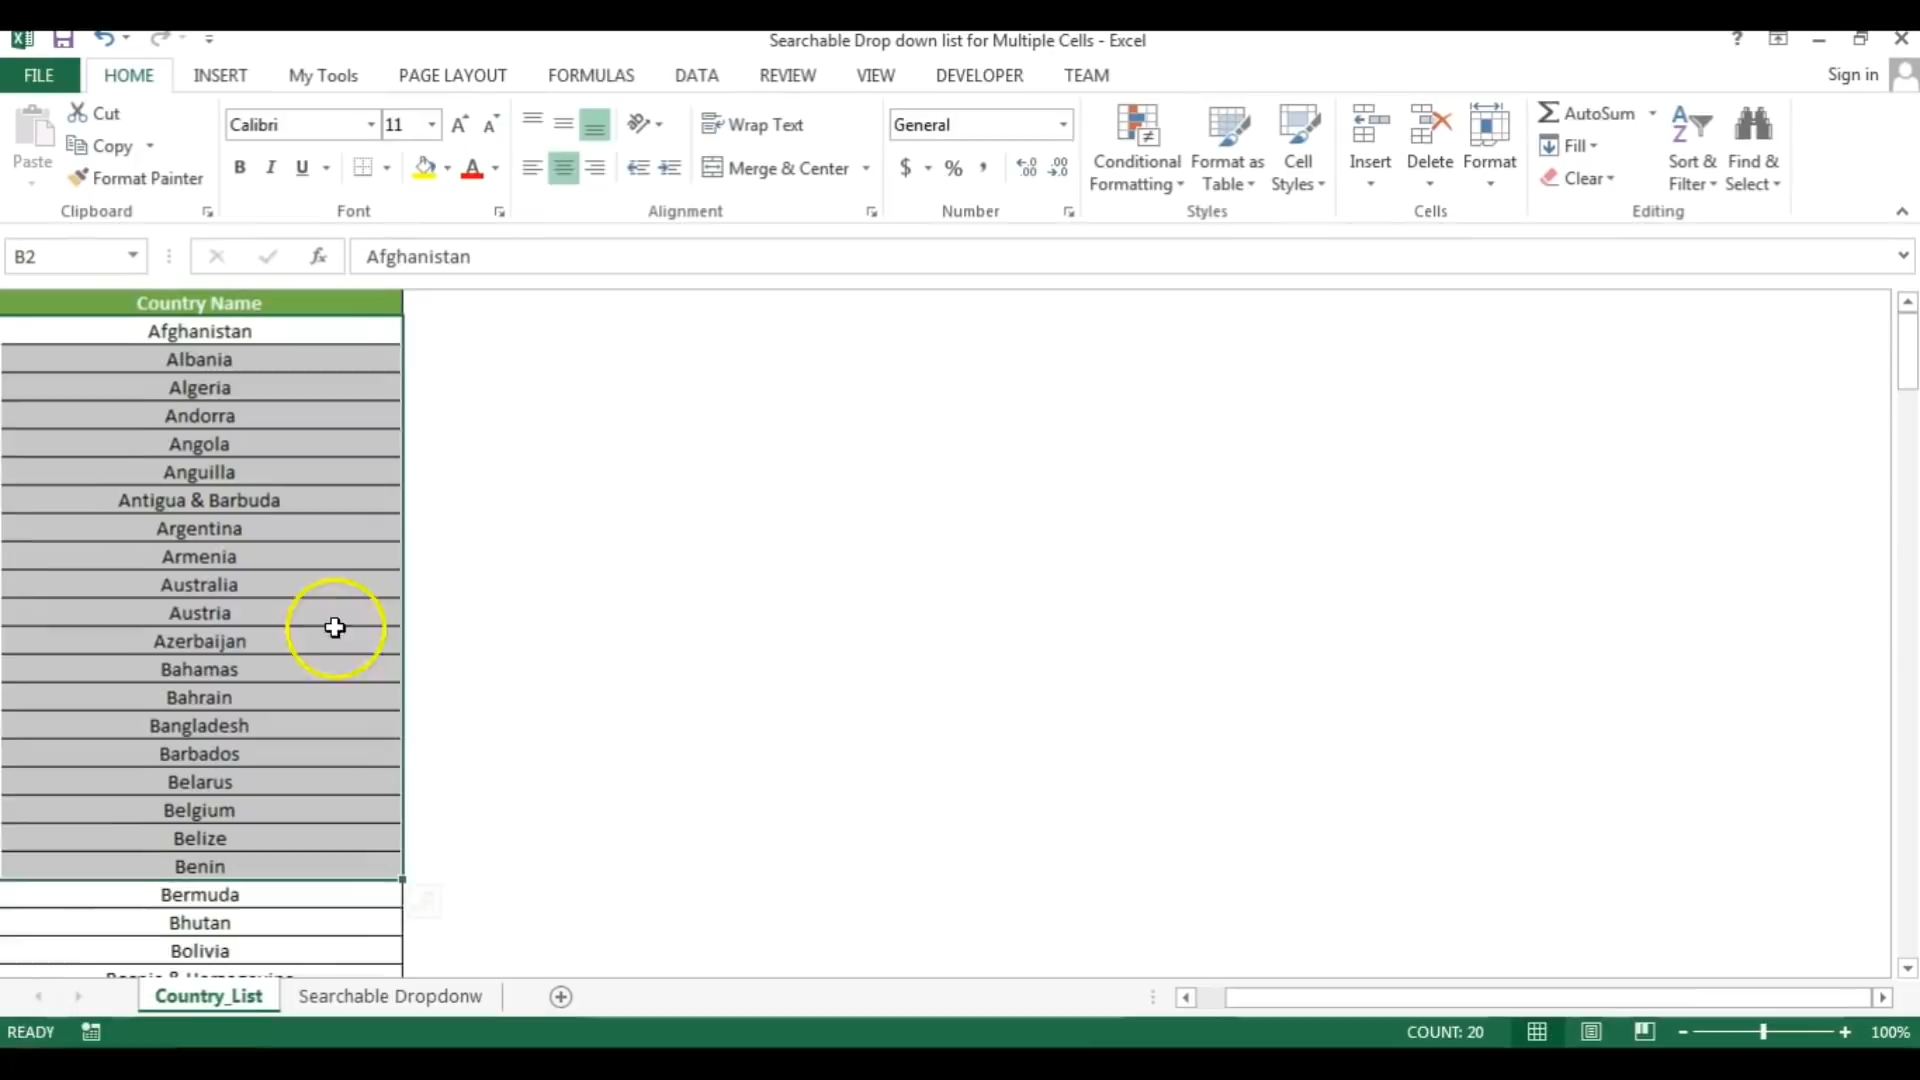 Searchable Drop down list for Multiple Cells - Excel
?
FILE HOME INSERT My Tools PAGE LAYOUT FORMULAS DATA REVIEW VIEW DEVELOPER TEAM Sign in
Paste
Cut
Copy
Format Painter
Clipboard
Calibri 11
B I U
Font
Wrap Text
Merge & Center
Alignment
General
$ % ,
Number
Conditional Formatting
Format as Table
Cell Styles
Styles
Insert Delete Format
Cells
AutoSum
Fill
Clear
Sort & Filter
Find & Select
Editing
B2 fx Afghanistan
Country Name
Afghanistan
Albania
Algeria
Andorra
Angola
Anguilla
Antigua & Barbuda
Argentina
Armenia
Australia
Austria
Azerbaijan
Bahamas
Bahrain
Bangladesh
Barbados
Belarus
Belgium
Belize
Benin
Bermuda
Bhutan
Bolivia
Country_List Searchable Dropdonw
READY COUNT: 20 100%